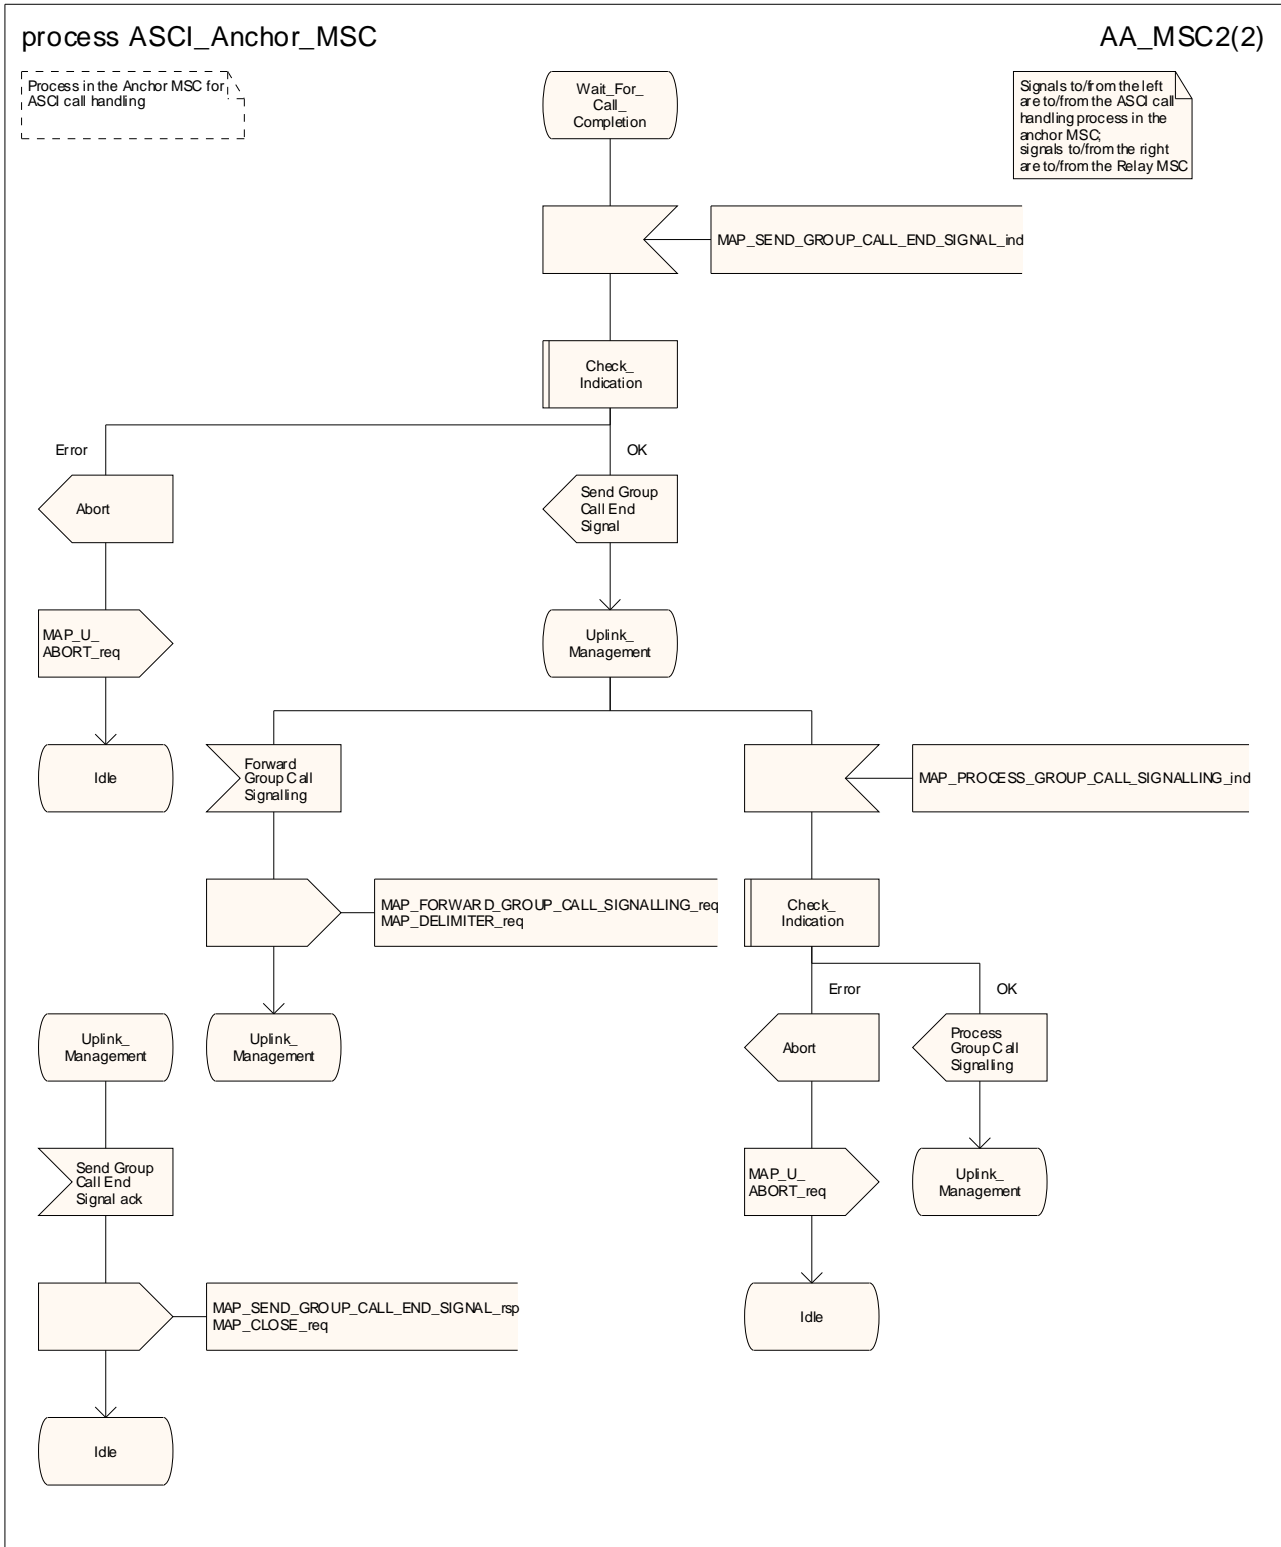 process ASCI_Anchor_MSC
AA_MSC2(2)
Process in the Anchor MSC for
ASCI call handling
Wait_For_
Call_
Completion
Signals to/from the left
are to/from the ASCI call
handling process in the
anchor MSC;
signals to/from the right
are to/from the Relay MSC
MAP_SEND_GROUP_CALL_END_SIGNAL_ind
Check_
Indication
Error
OK
Abort
Send Group
Call End
Signal
MAP_U_
ABORT_req
Uplink_
Management
Idle
Forward
Group Call
Signalling
MAP_PROCESS_GROUP_CALL_SIGNALLING_ind
MAP_FORWARD_GROUP_CALL_SIGNALLING_req
MAP_DELIMITER_req
Check_
Indication
Error
OK
Uplink_
Management
Uplink_
Management
Abort
Process
Group Call
Signalling
Send Group
Call End
Signal ack
MAP_U_
ABORT_req
Uplink_
Management
MAP_SEND_GROUP_CALL_END_SIGNAL_rsp
MAP_CLOSE_req
Idle
Idle